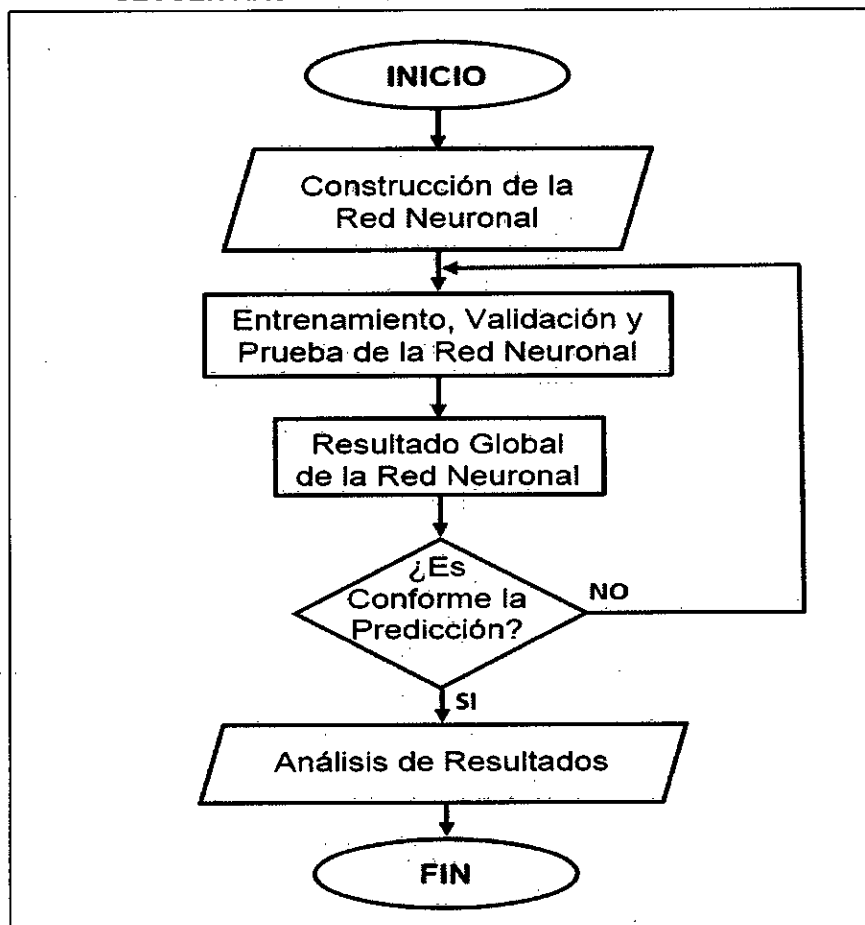 INICIO
Construcción de la
Red Neuronal
Entrenamiento, Validación y
Prueba de la Red Neuronal
Resultado Global
de la Red Neuronal
¿Es
Conforme la
Predicción?
NO
SI
Análisis de Resultados
FIN